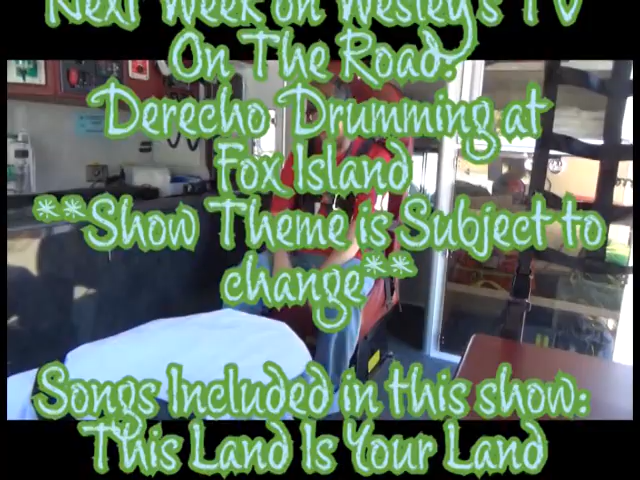 Next Week on Wesley's TV
On The Road:
Derecho Drumming at
Fox Island
**Show Theme is Subject to
change**
Songs Included in this show:
This Land Is Your Land